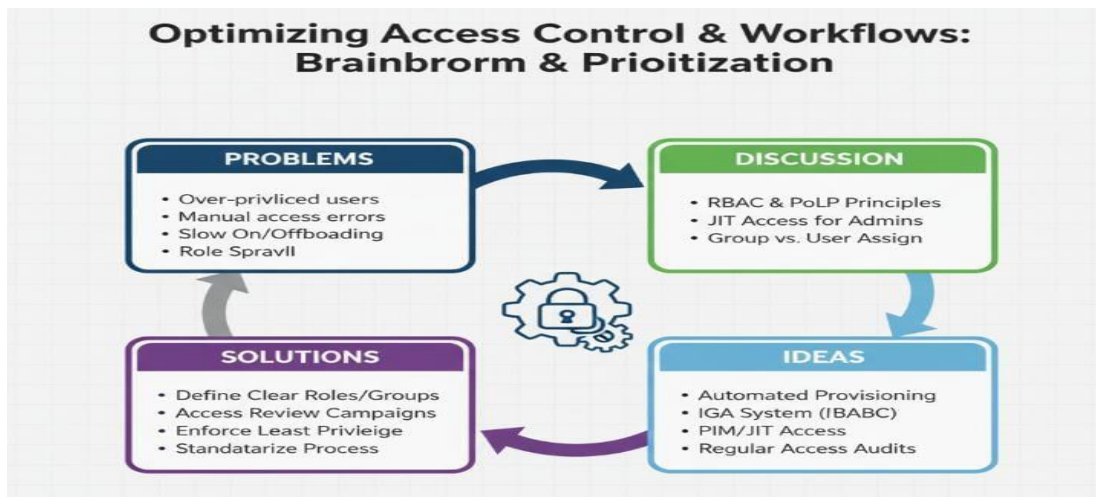 Optimizing Access Control & Workflows:
Brainbrorm & Prioitization
PROBLEMS
• Over-privliced users
• Manual access errors
• Slow On/Offboading
• Role Spravll
DISCUSSION
• RBAC & PoLP Principles
• JIT Access for Admins
• Group vs. User Assign
SOLUTIONS
• Define Clear Roles/Groups
• Access Review Campaigns
• Enforce Least Privieige
• Standatarize Process
IDEAS
• Automated Provisioning
• IGA System (IBABC)
• PIM/JIT Access
• Regular Access Audits